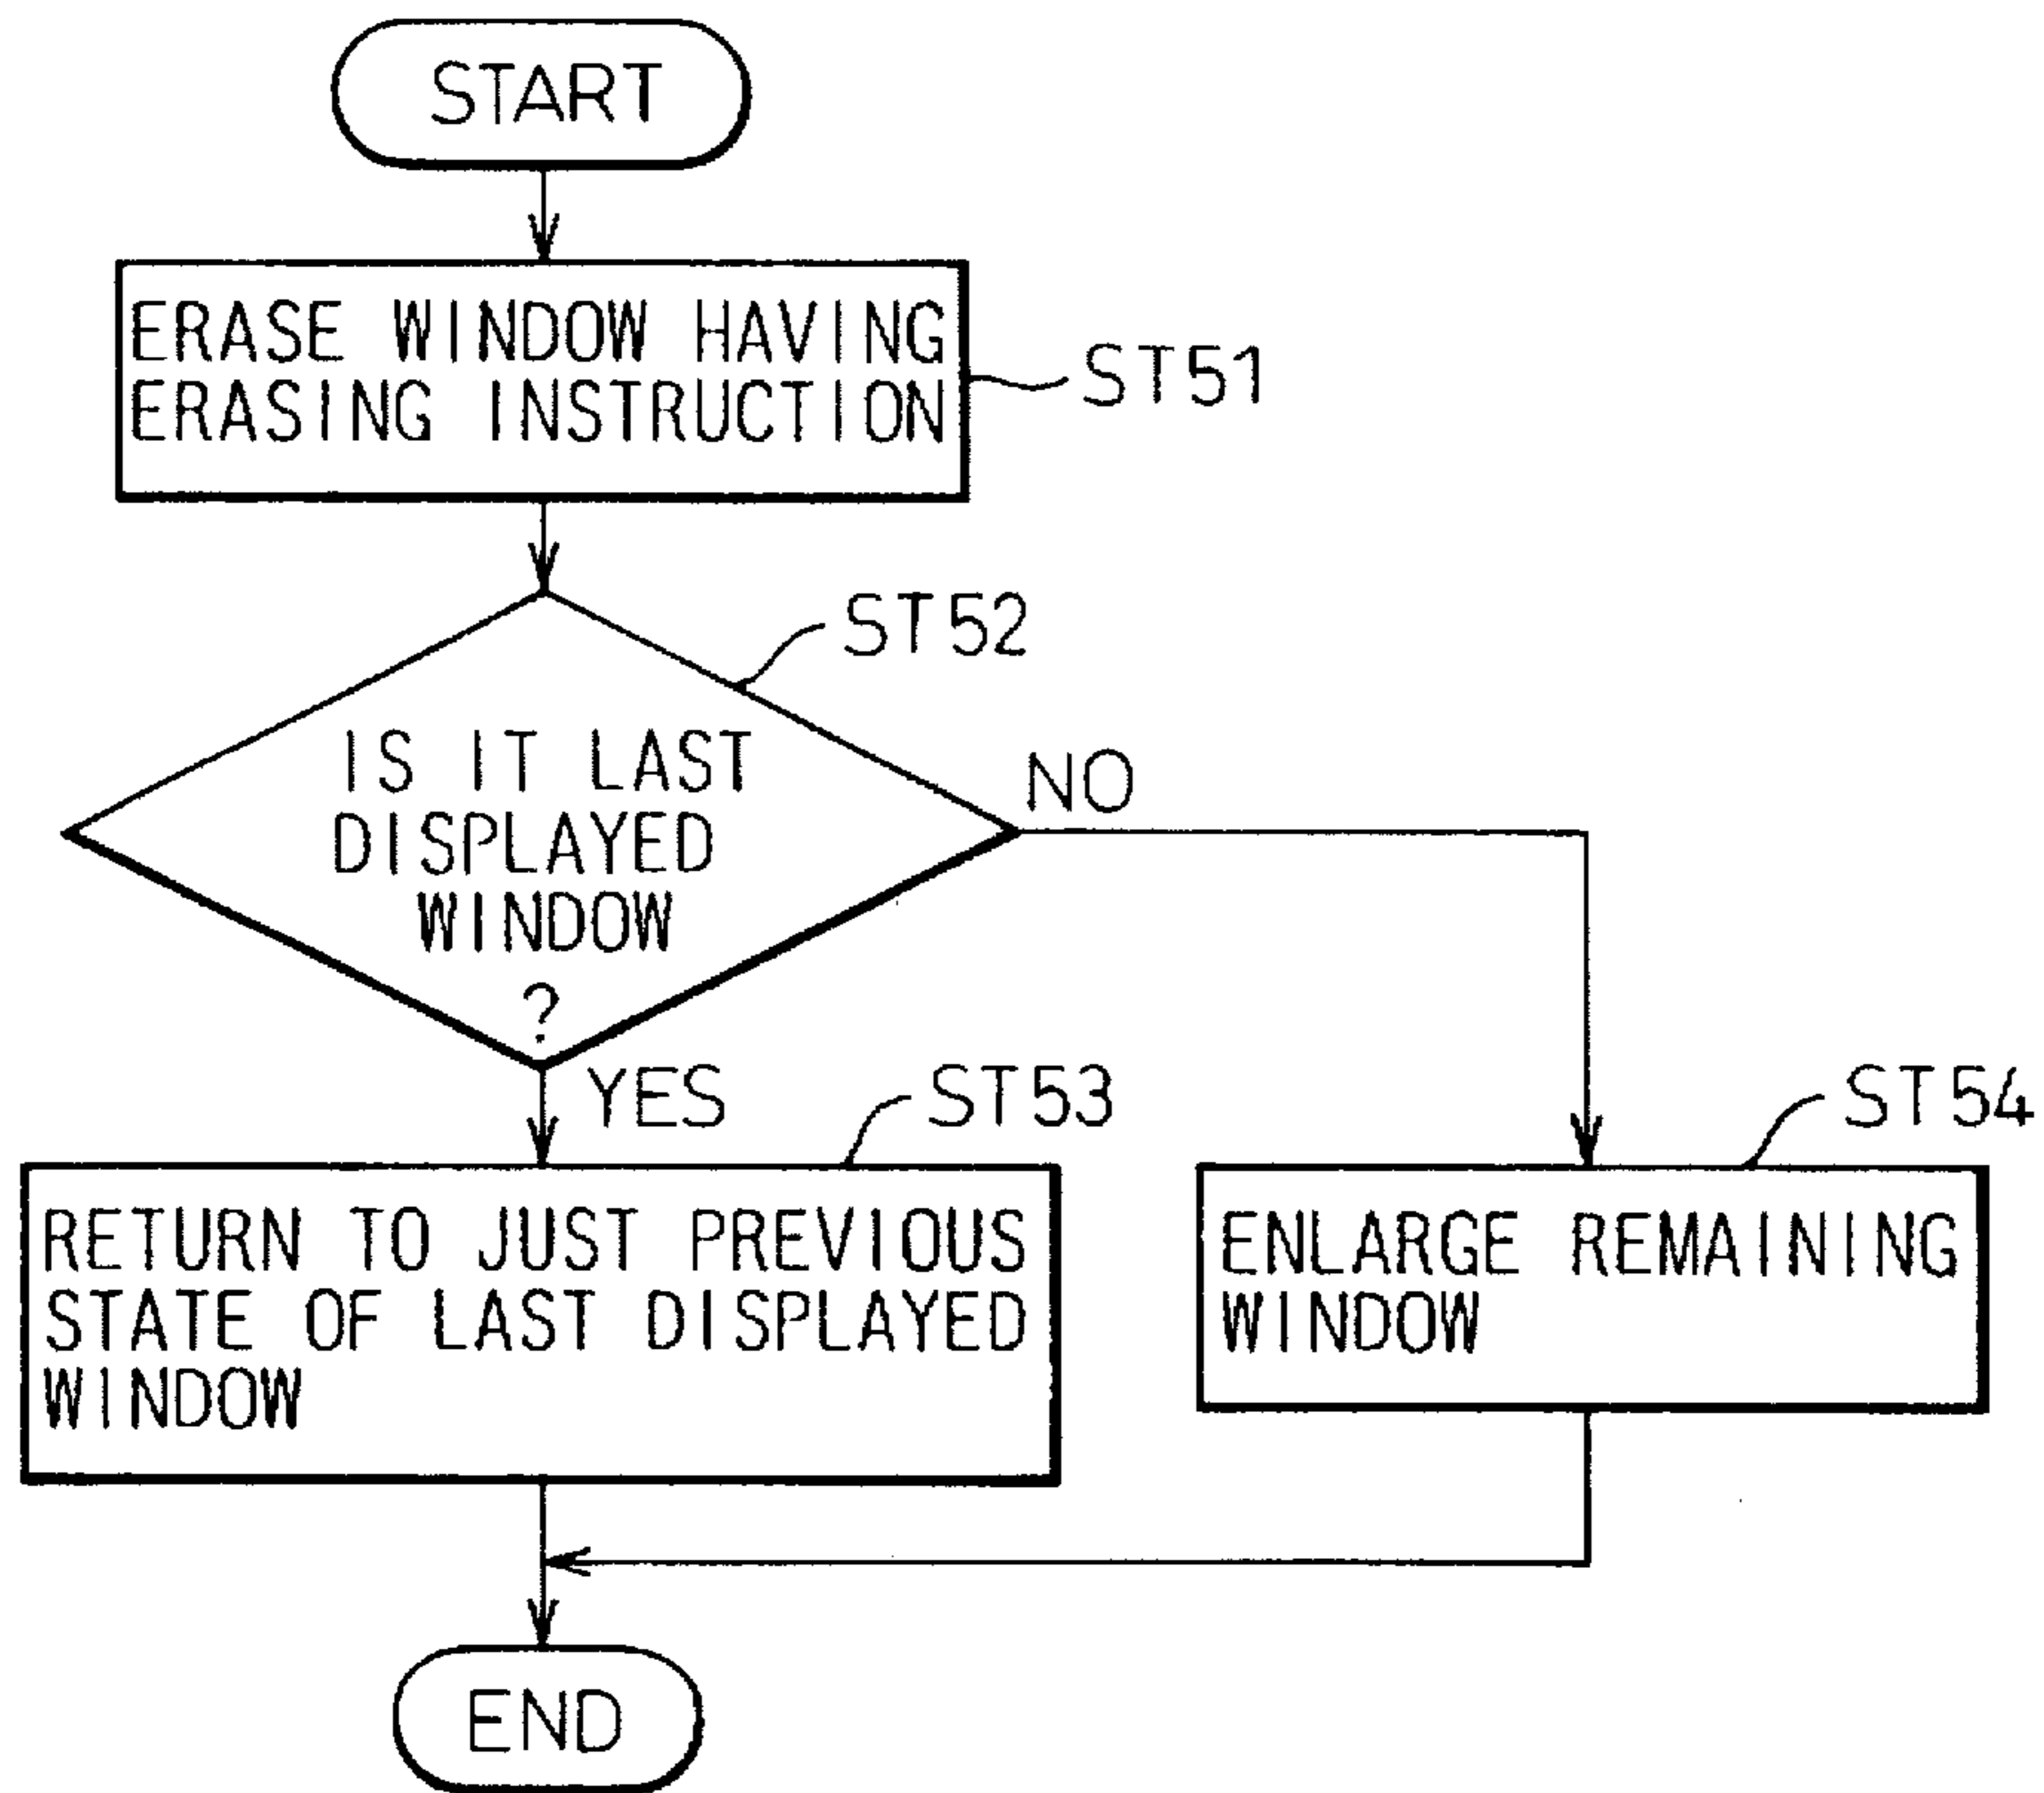 START
ERASE WINDOW HAVING
ERASING INSTRUCTION
ST51
ST52
IS IT LAST
DISPLAYED
WINDOW
?
NO
YES
ST53
RETURN TO JUST PREVIOUS
STATE OF LAST DISPLAYED
WINDOW
ST54
ENLARGE REMAINING
WINDOW
END